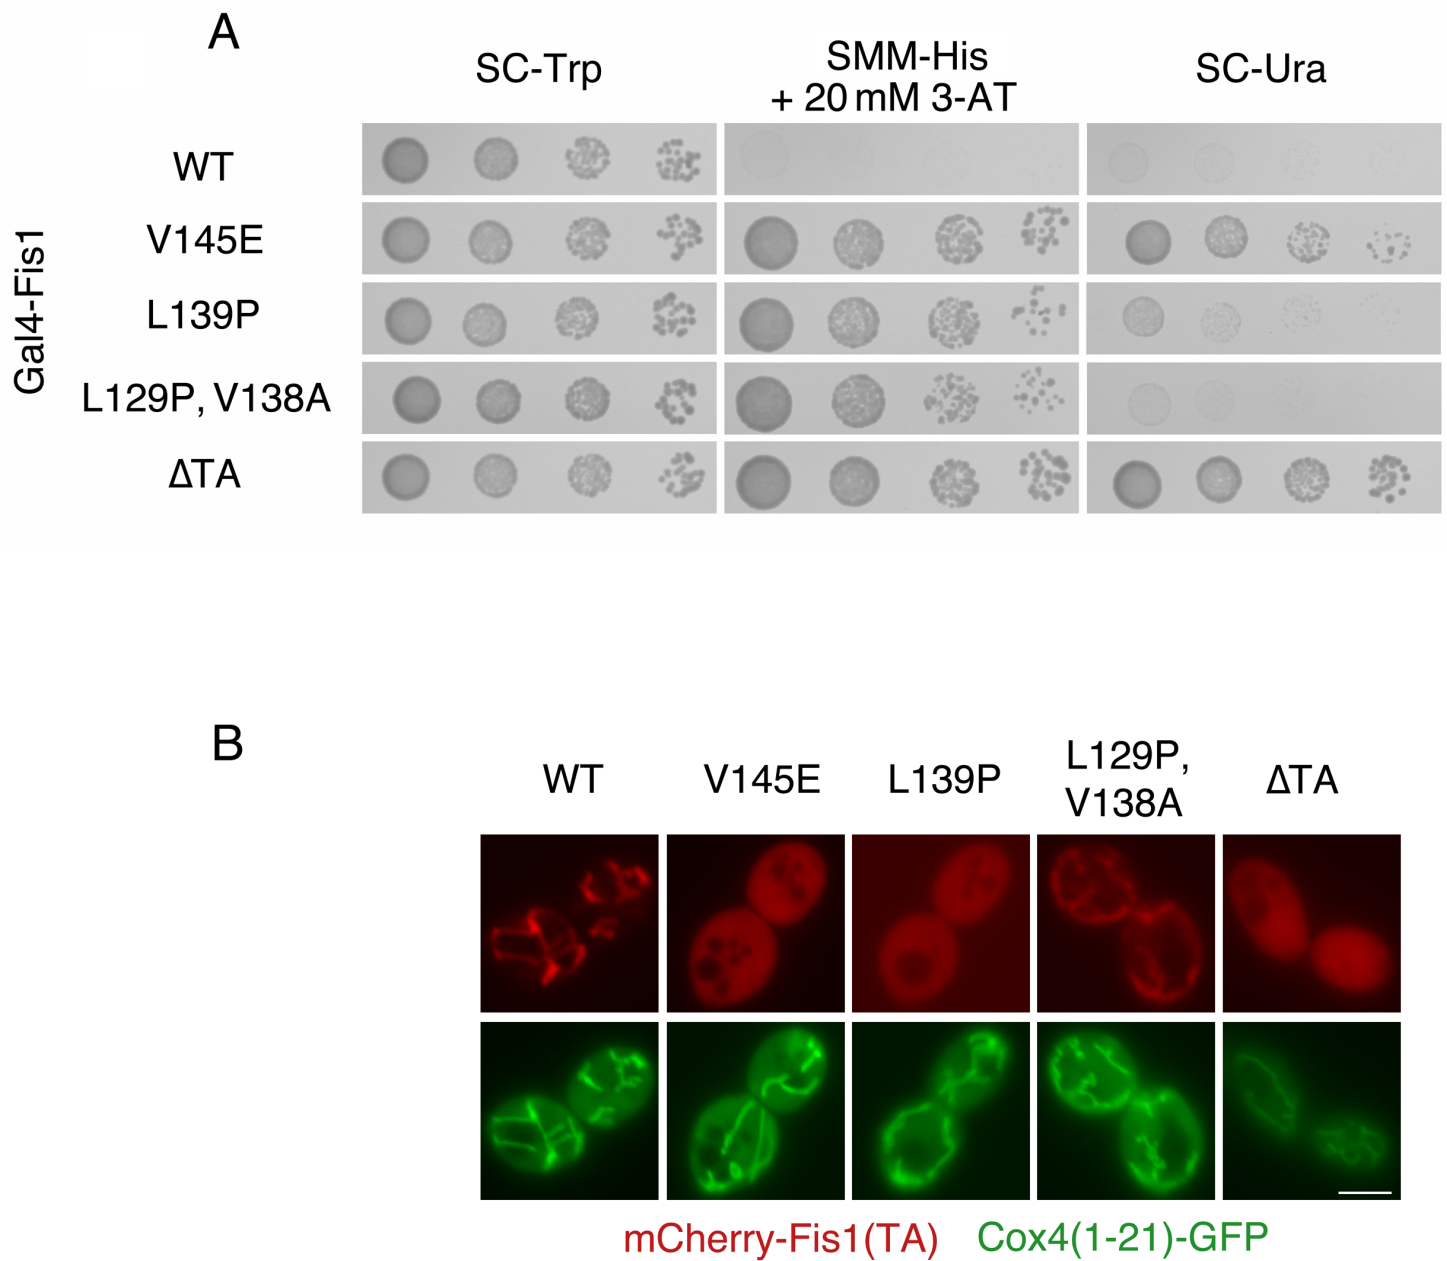 A
SC-Trp
SMM-His
+ 20 mM 3-AT
SC-Ura
Gal4-Fis1
WT
V145E
L139P
L129P, V138A
ΔTA
B
WT
V145E
L139P
L129P,
V138A
ΔTA
mCherry-Fis1(TA)
Cox4(1-21)-GFP